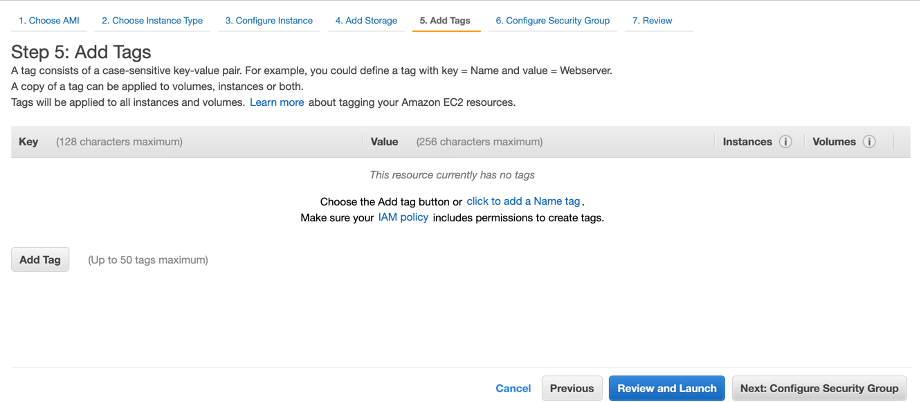 1. Choose AMI 2. Choose Instance Type 3. Configure Instance 4. Add Storage 5. Add Tags 6. Configure Security Group 7. Review
Step 5: Add Tags
A tag consists of a case-sensitive key-value pair. For example, you could define a tag with key = Name and value = Webserver.
A copy of a tag can be applied to volumes, instances or both.
Tags will be applied to all instances and volumes. Learn more about tagging your Amazon EC2 resources.
Key (128 characters maximum) Value (256 characters maximum) Instances i Volumes i
This resource currently has no tags
Choose the Add tag button or click to add a Name tag.
Make sure your IAM policy includes permissions to create tags.
Add Tag (Up to 50 tags maximum)
Cancel Previous Review and Launch Next: Configure Security Group